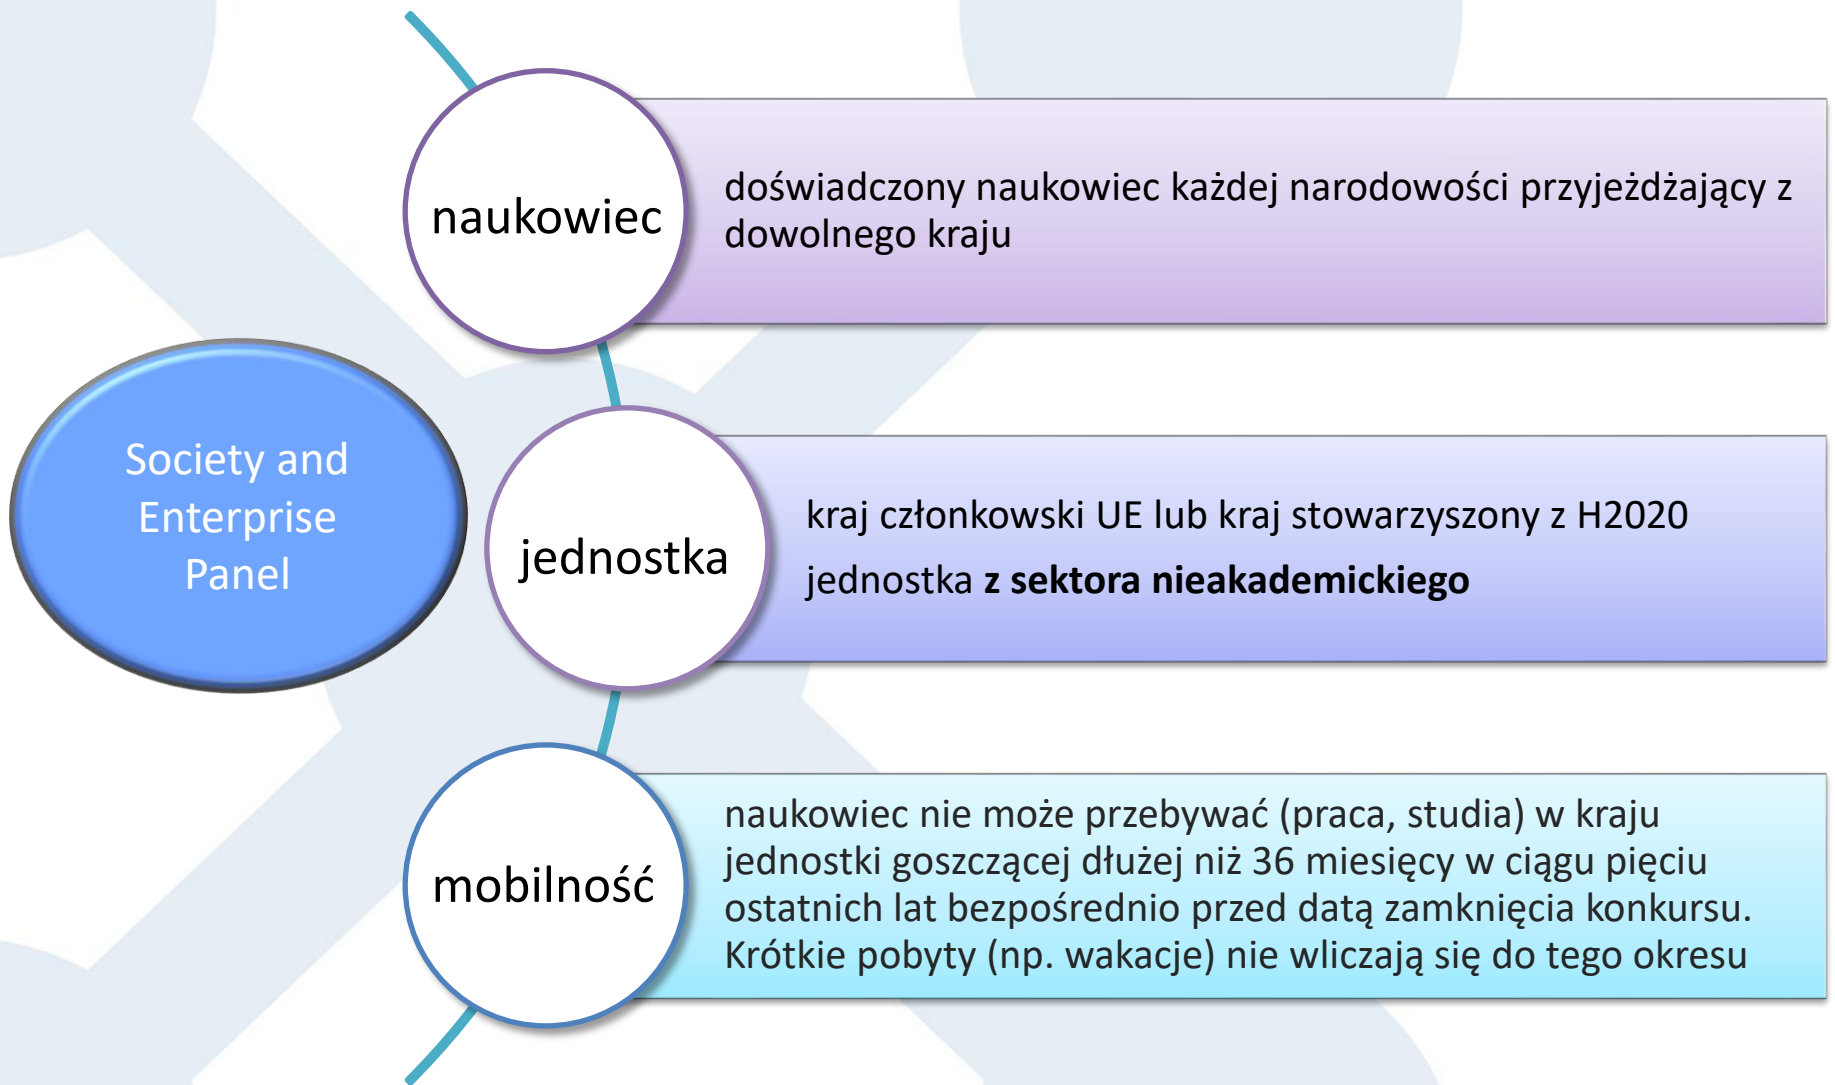 naukowiec
doświadczony naukowiec każdej narodowości przyjeżdżający z
dowolnego kraju
Society and
Enterprise
Panel
jednostka
kraj członkowski UE lub kraj stowarzyszony z H2020
jednostka z sektora nieakademickiego
mobilność
naukowiec nie może przebywać (praca, studia) w kraju
jednostki goszczącej dłużej niż 36 miesięcy w ciągu pięciu
ostatnich lat bezpośrednio przed datą zamknięcia konkursu.
Krótkie pobyty (np. wakacje) nie wliczają się do tego okresu